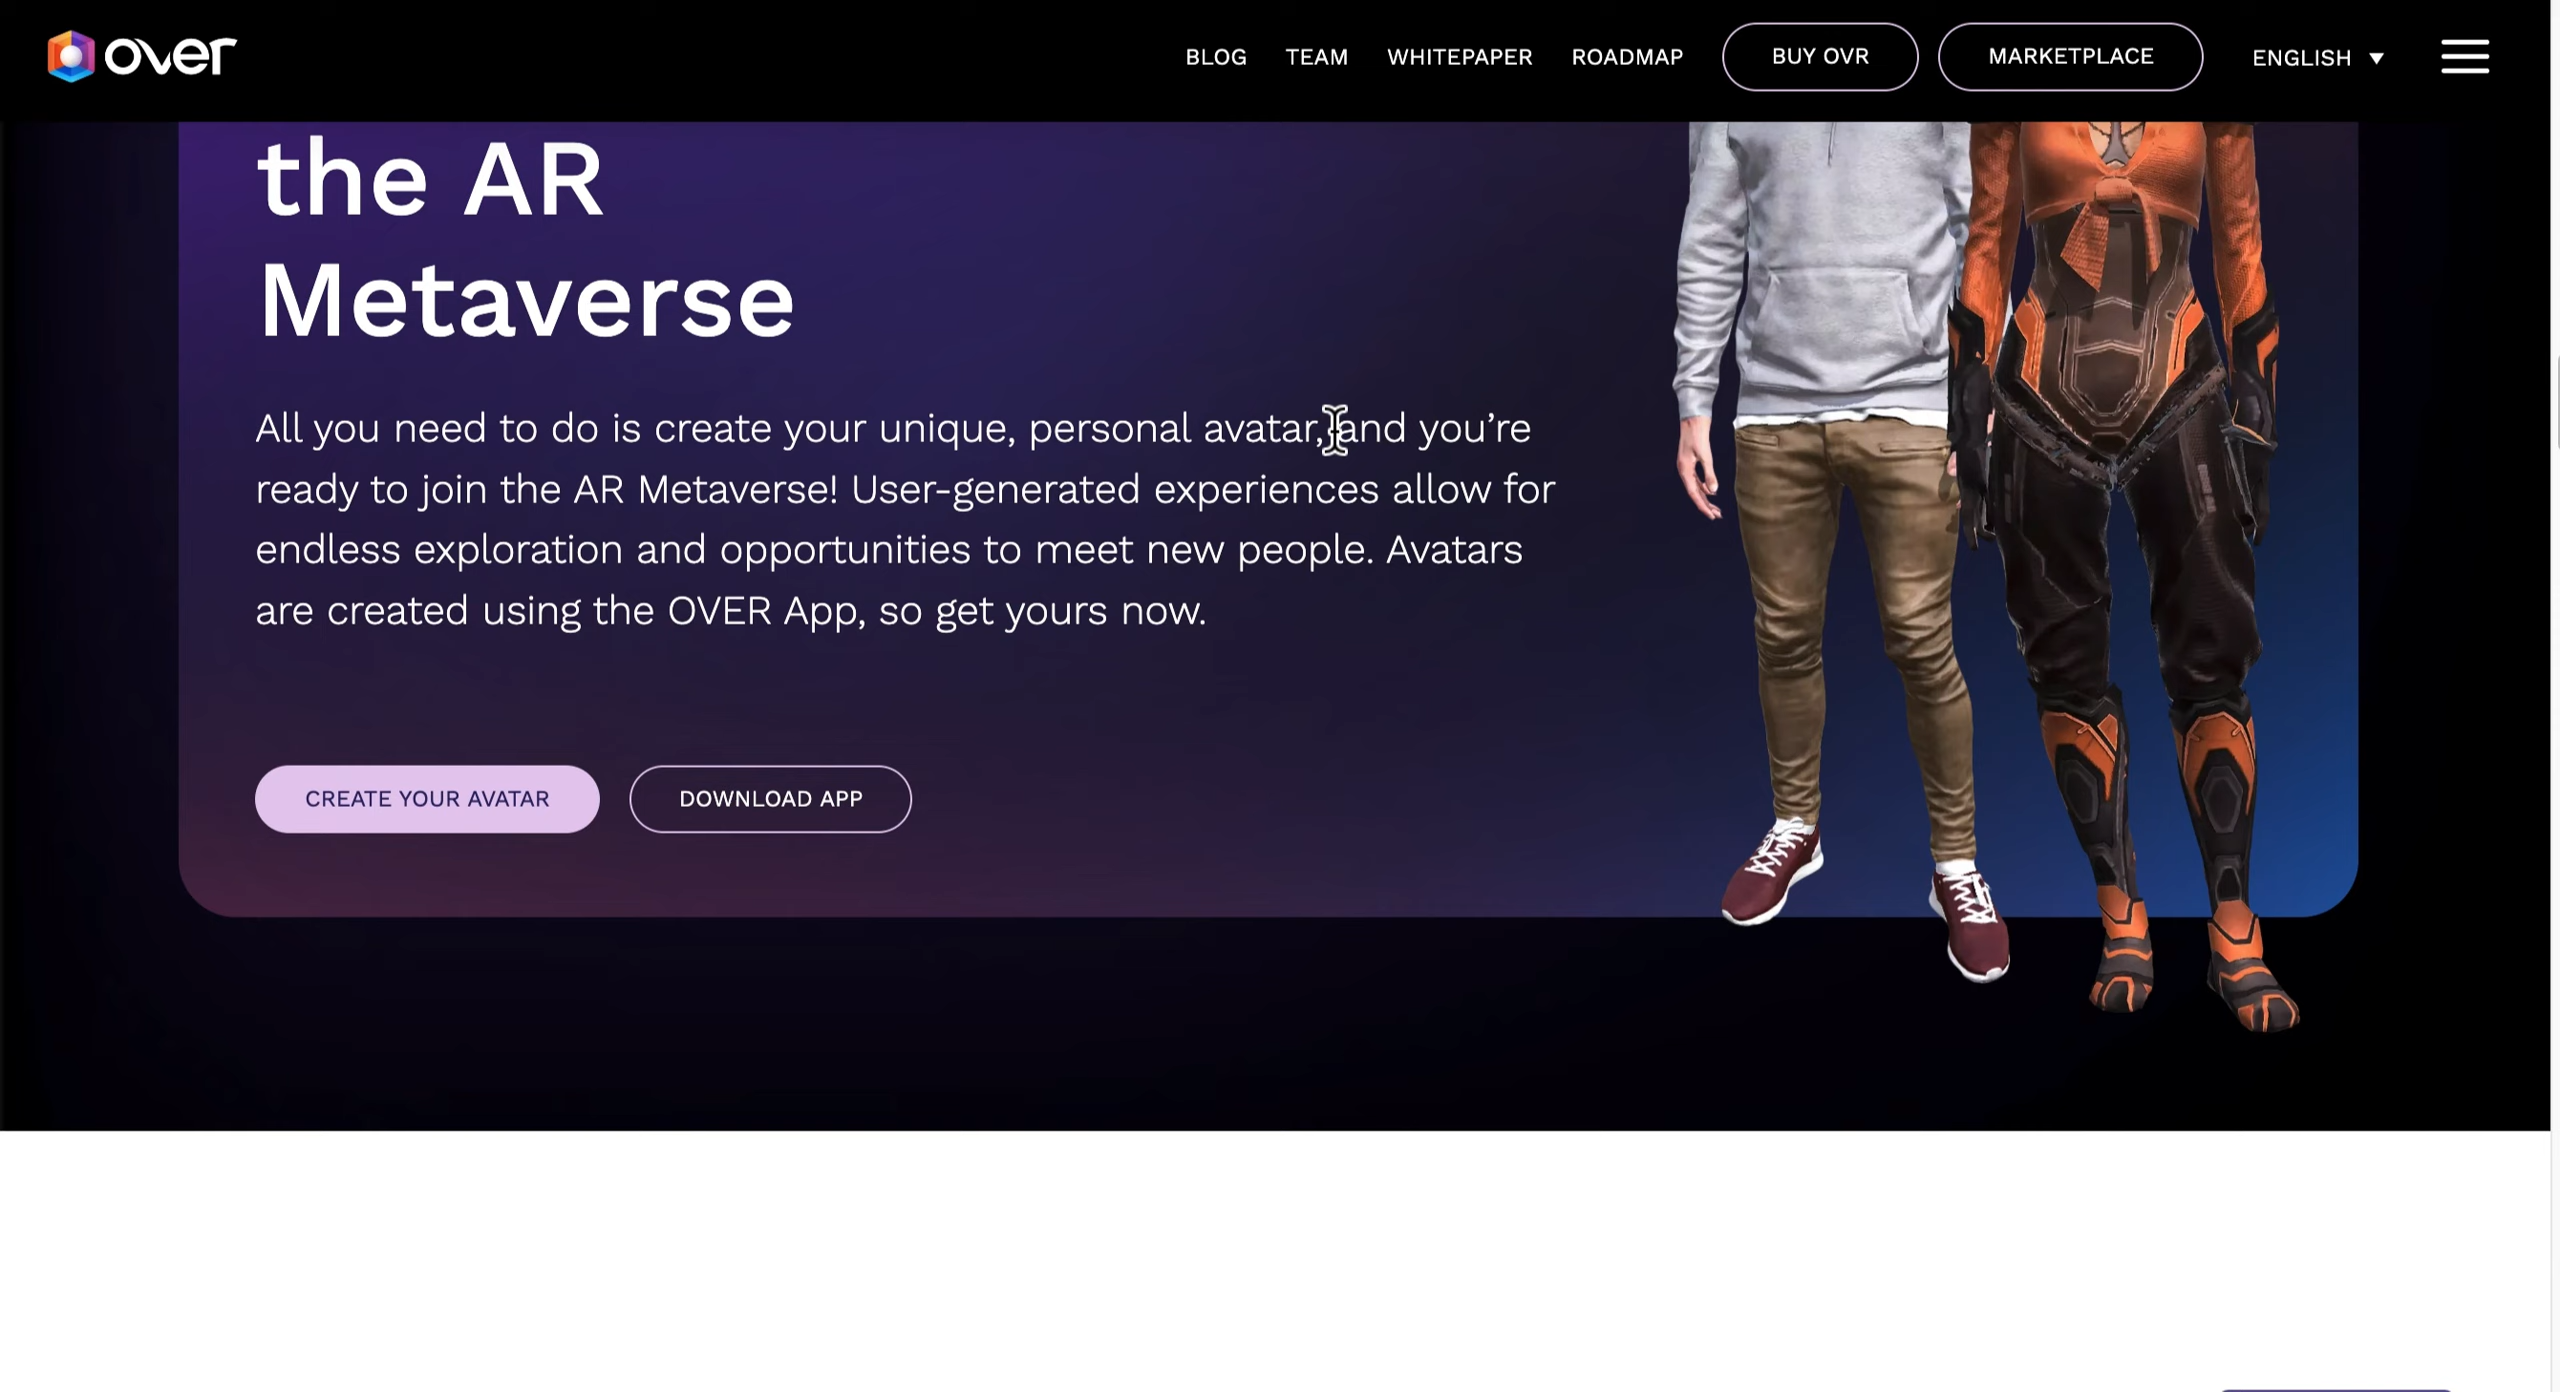 over
BLOG TEAM WHITEPAPER ROADMAP BUY OVR MARKETPLACE ENGLISH
the AR
Metaverse
All you need to do is create your unique, personal avatar, and you’re
ready to join the AR Metaverse! User-generated experiences allow for
endless exploration and opportunities to meet new people. Avatars
are created using the OVER App, so get yours now.
CREATE YOUR AVATAR DOWNLOAD APP